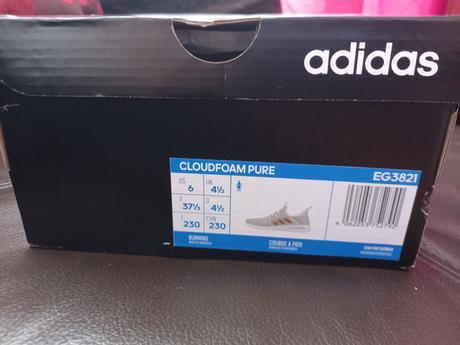 adidas
CLOUDFOAM PURE EG3821
US 6 UK 4½
F 37⅓ D 4½
J 230 CHN 230
RUNNING
COURSE A PIED